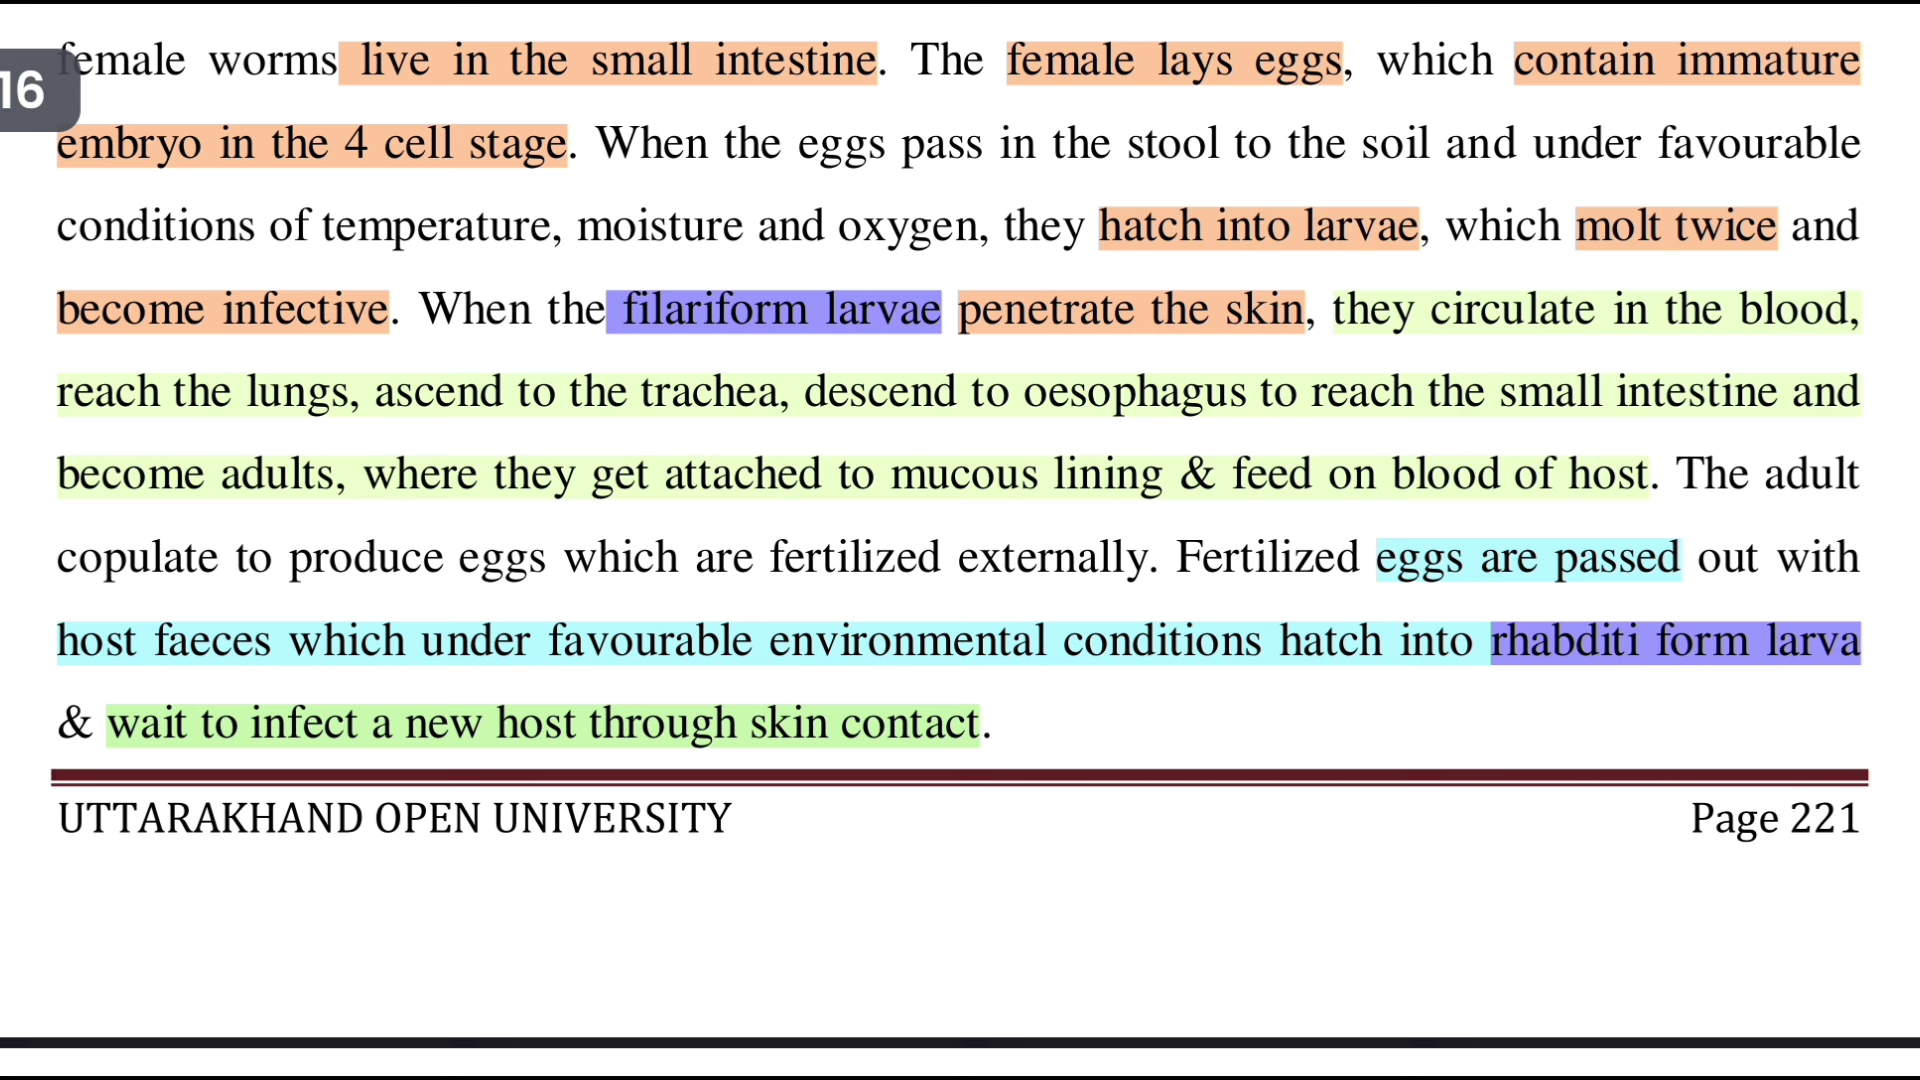 female worms live in the small intestine. The female lays eggs, which contain immature
16
embryo in the 4 cell stage. When the eggs pass in the stool to the soil and under favourable
conditions of temperature, moisture and oxygen, they hatch into larvae, which molt twice and
become infective. When the filariform larvae penetrate the skin, they circulate in the blood,
reach the lungs, ascend to the trachea, descend to oesophagus to reach the small intestine and
become adults, where they get attached to mucous lining & feed on blood of host. The adult
copulate to produce eggs which are fertilized externally. Fertilized eggs are passed out with
host faeces which under favourable environmental conditions hatch into rhabditi form larva
& wait to infect a new host through skin contact.
UTTARAKHAND OPEN UNIVERSITY Page 221